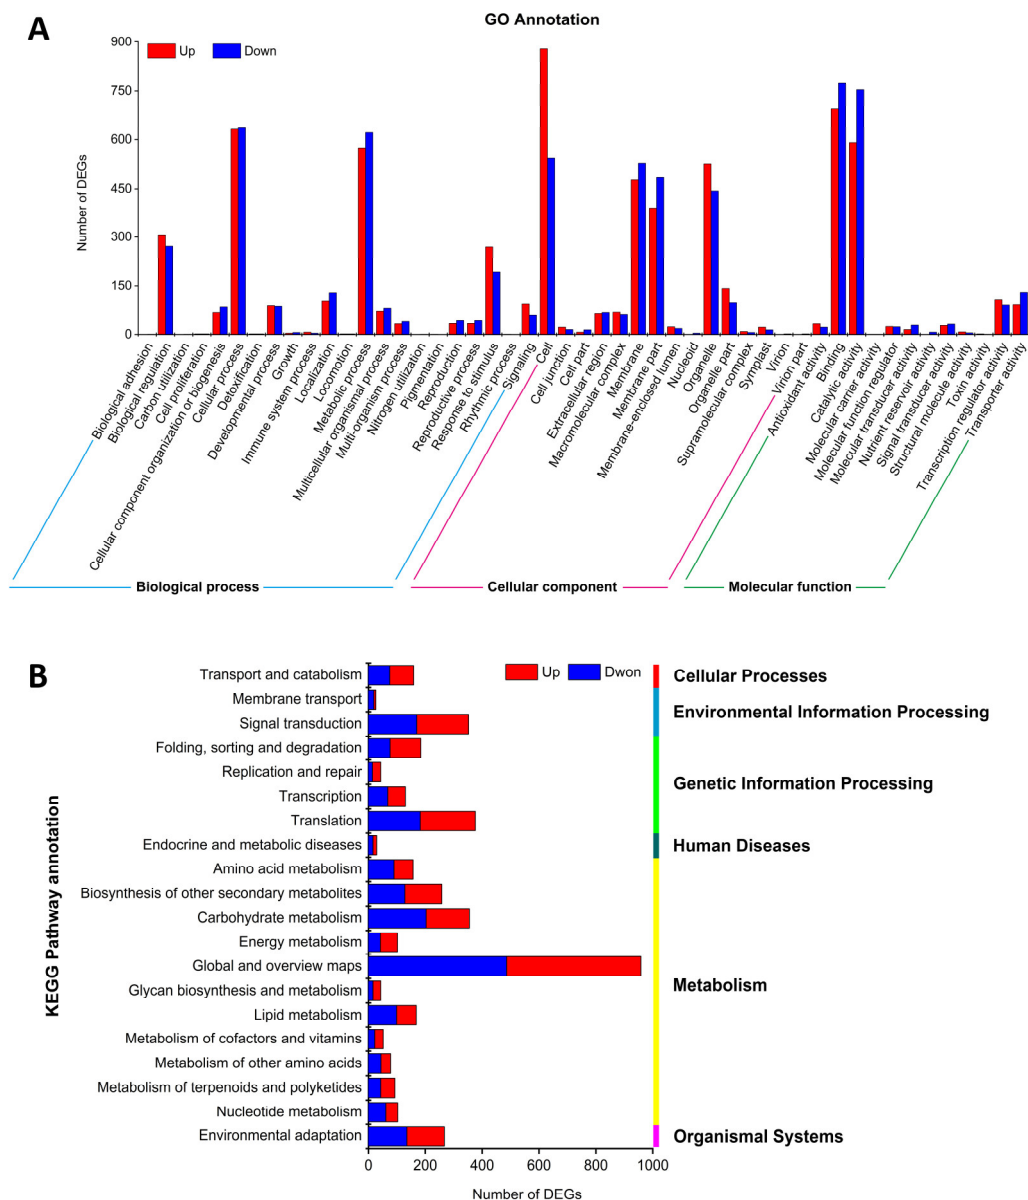 A
GO Annotation
Up
Down
900
750
600
450
300
150
0
Number of DEGs
Biological adhesion
Biological regulation
Carbon utilization
Cell proliferation
Cellular component organization or biogenesis
Cellular process
Detoxification
Developmental process
Growth
Immune system process
Localization
Locomotion
Metabolic process
Multicellular organismal process
Multi-organism process
Nitrogen utilization
Pigmentation
Reproduction
Reproductive process
Response to stimulus
Rhythmic process
Signaling
Cell
Cell junction
Cell part
Extracellular region
Macromolecular complex
Membrane
Membrane part
Membrane-enclosed lumen
Nucleoid
Organelle
Organelle part
Supramolecular complex
Symplast
Virion
Virion part
Antioxidant activity
Binding
Catalytic activity
Molecular carrier activity
Molecular function regulator
Molecular transducer activity
Nutrient reservoir activity
Signal transducer activity
Structural molecule activity
Toxin activity
Transcription regulator activity
Transporter activity
Biological process
Cellular component
Molecular function
B
Up
Dwon
KEGG Pathway annotation
Transport and catabolism
Membrane transport
Signal transduction
Folding, sorting and degradation
Replication and repair
Transcription
Translation
Endocrine and metabolic diseases
Amino acid metabolism
Biosynthesis of other secondary metabolites
Carbohydrate metabolism
Energy metabolism
Global and overview maps
Glycan biosynthesis and metabolism
Lipid metabolism
Metabolism of cofactors and vitamins
Metabolism of other amino acids
Metabolism of terpenoids and polyketides
Nucleotide metabolism
Environmental adaptation
Cellular Processes
Environmental Information Processing
Genetic Information Processing
Human Diseases
Metabolism
Organismal Systems
0
200
400
600
800
1000
Number of DEGs